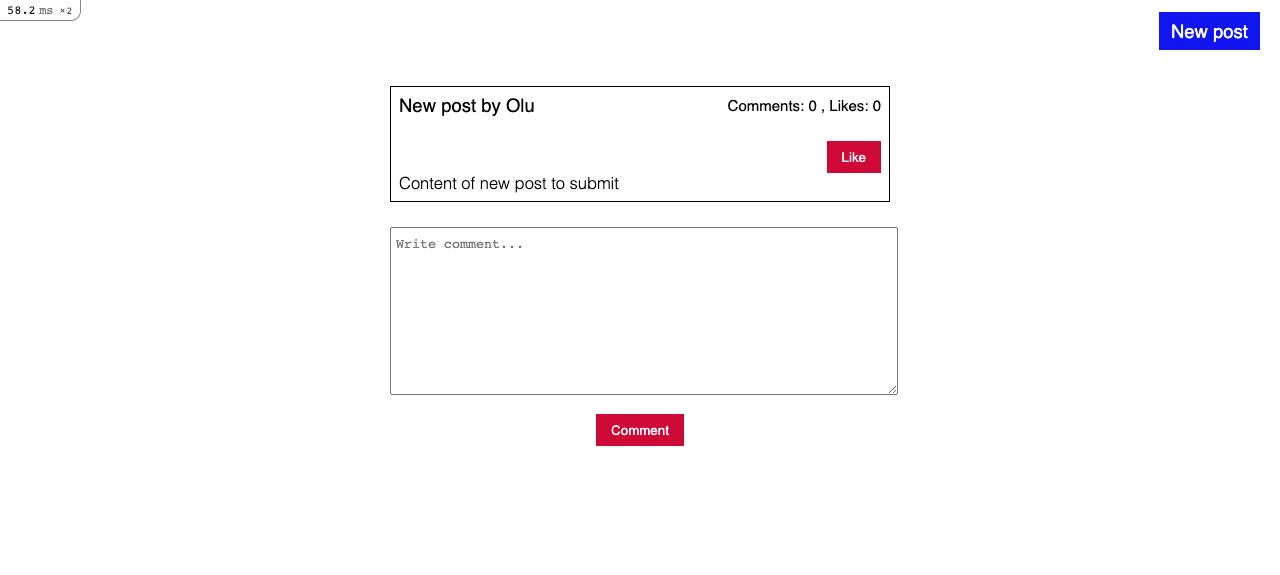 58.2 ms ×2
New post
New post by Olu
Comments: 0 , Likes: 0
Like
Content of new post to submit
Write comment...
Comment